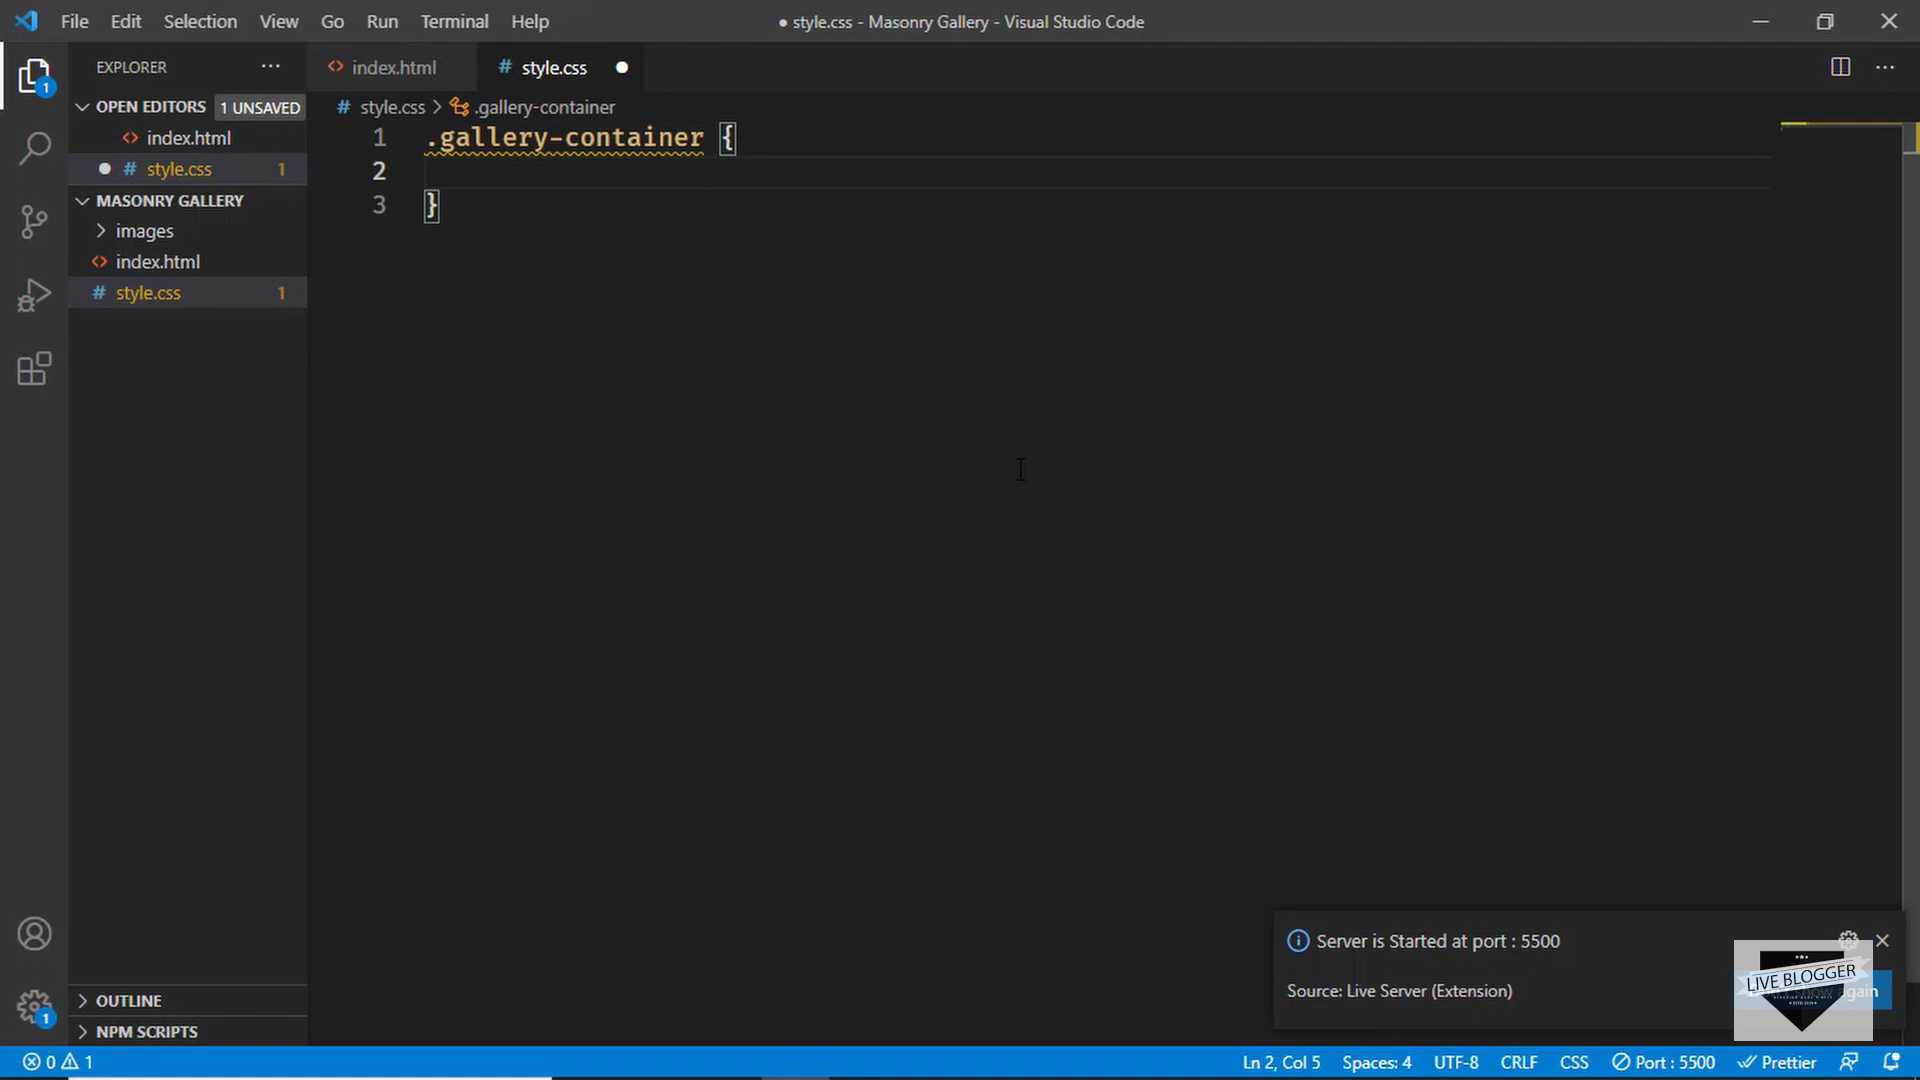 File Edit Selection View Go Run Terminal Help
● style.css - Masonry Gallery - Visual Studio Code
EXPLORER
index.html
style.css
OPEN EDITORS 1 UNSAVED
index.html
style.css 1
MASONRY GALLERY
images
index.html
style.css 1
style.css > .gallery-container
1 .gallery-container {
2
3 }
Server is Started at port : 5500
Source: Live Server (Extension)
again
LIVE BLOGGER
1
1
OUTLINE
NPM SCRIPTS
0 1
Ln 2, Col 5 Spaces: 4 UTF-8 CRLF CSS Port : 5500 Prettier